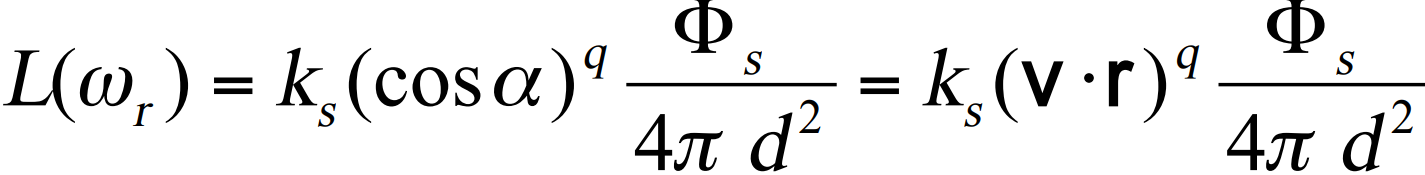 L(ω_r) = k_s (cos α)^q Φ_s / (4π d^2) = k_s (v · r)^q Φ_s / (4π d^2)